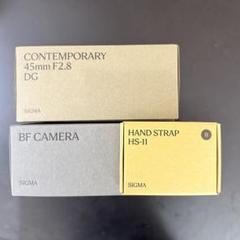 CONTEMPORARY
45mm F2.8
DG
SIGMA
BF CAMERA
SIGMA
HAND STRAP
HS-11
SIGMA